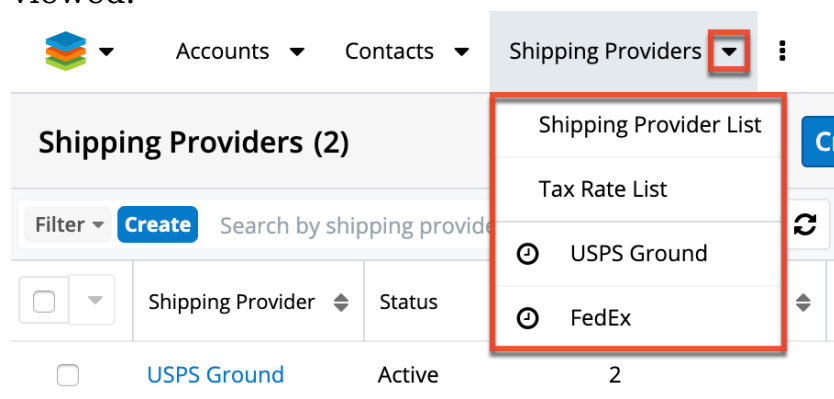 viewed.
Accounts Contacts Shipping Providers
Shipping Providers (2)
Shipping Provider List
Tax Rate List
Filter Create Search by shipping
USPS Ground
FedEx
Shipping Provider Status
USPS Ground Active 2